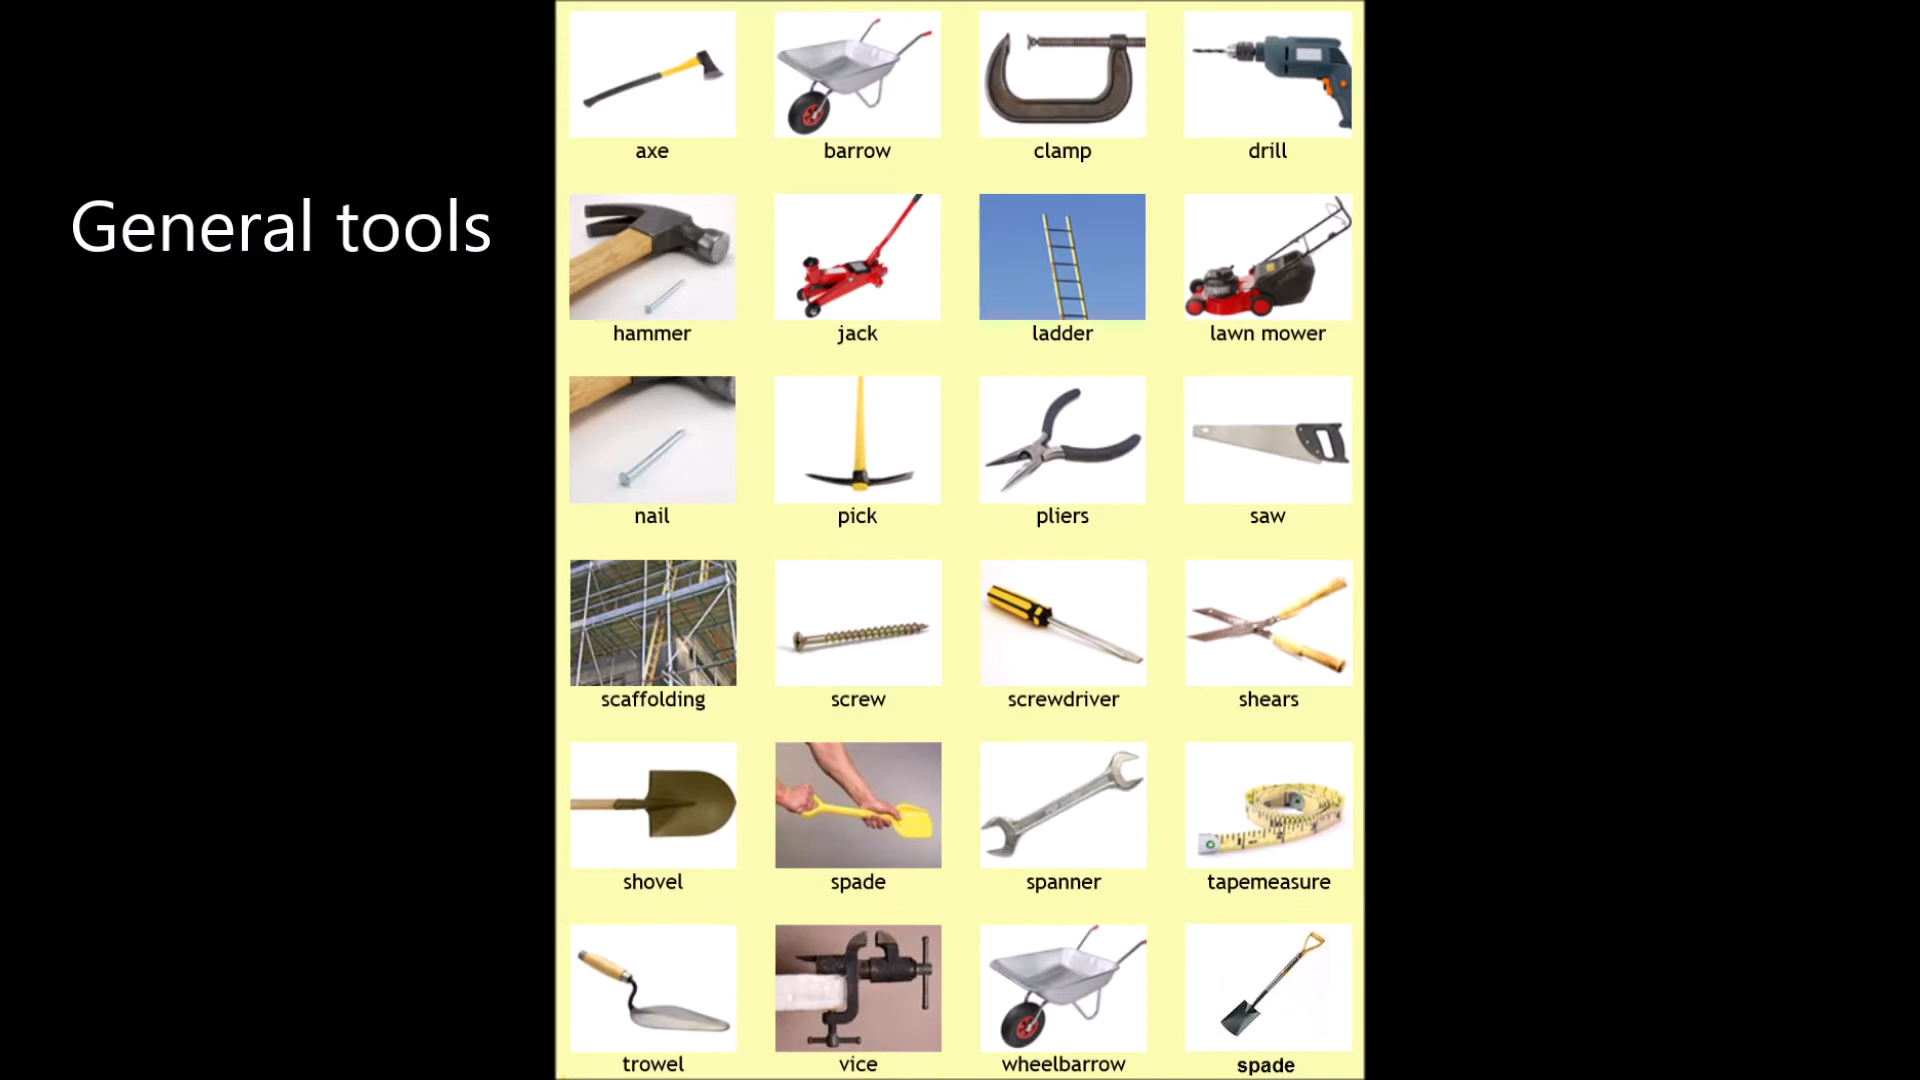 General tools
axe
barrow
clamp
drill
hammer
jack
ladder
lawn mower
nail
pick
pliers
saw
scaffolding
screw
screwdriver
shears
shovel
spade
spanner
tapemeasure
trowel
vice
wheelbarrow
spade